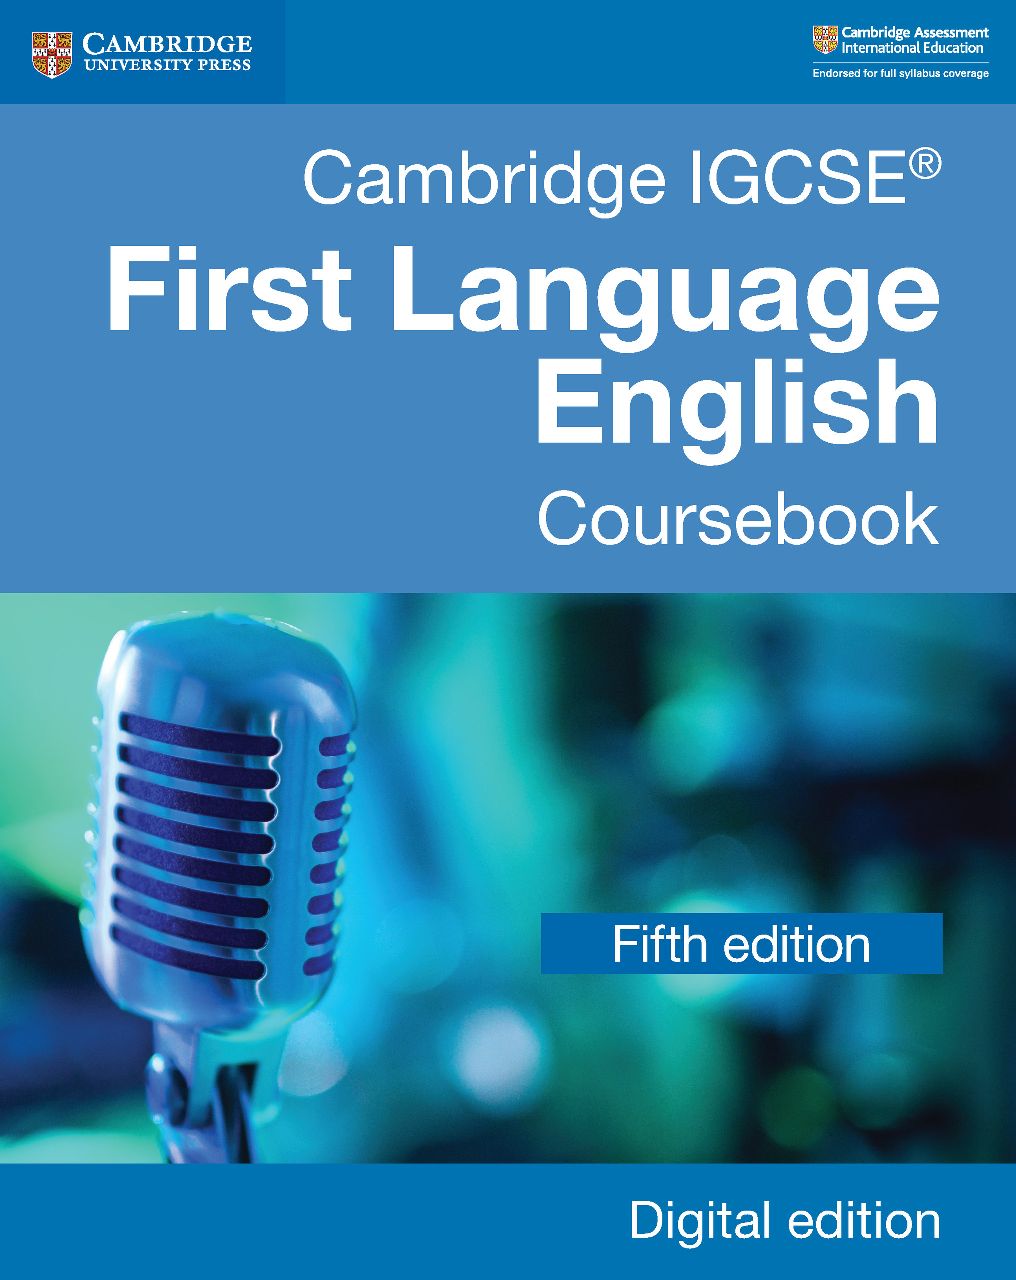 CAMBRIDGE
UNIVERSITY PRESS
Cambridge Assessment
International Education
Endorsed for full syllabus coverage
Cambridge IGCSE®
First Language
English
Coursebook
Fifth edition
Digital edition